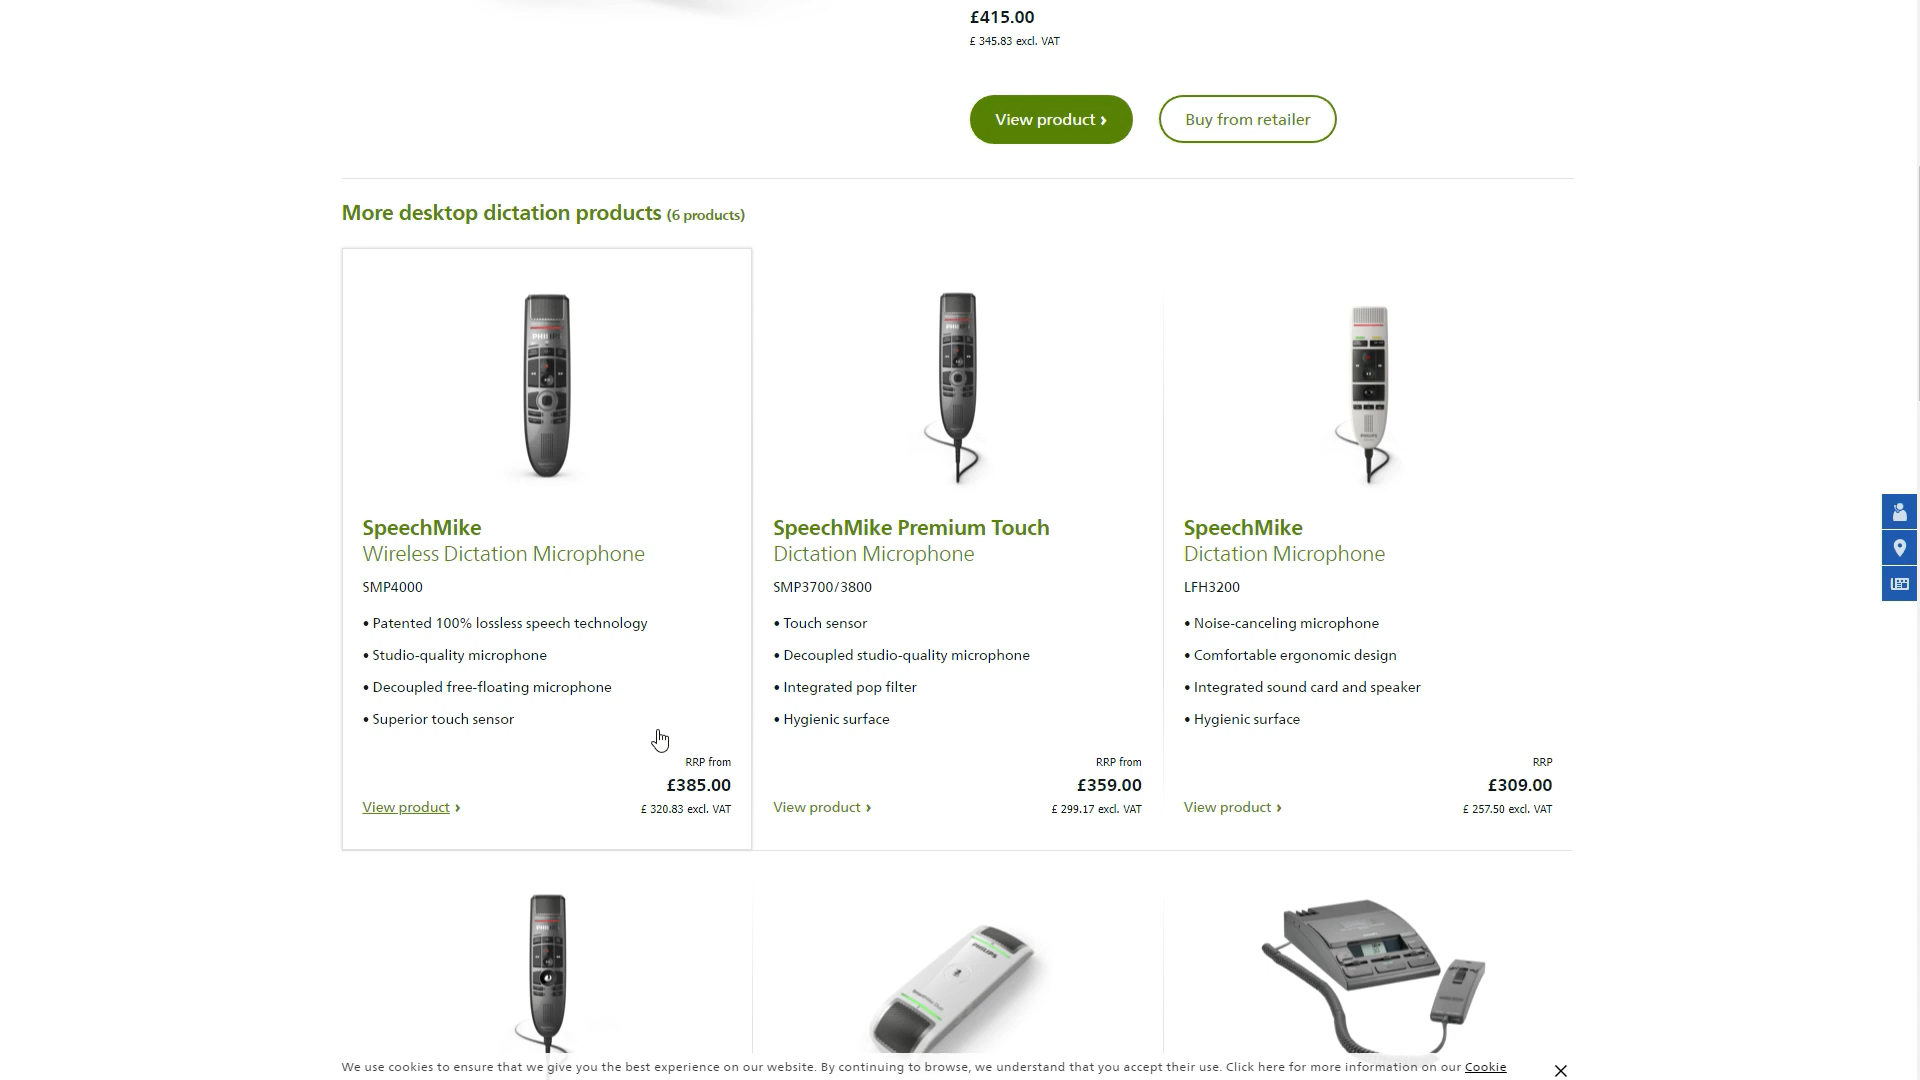 £415.00
£ 345.83 excl. VAT
View product ›
Buy from retailer
More desktop dictation products (6 products)
SpeechMike
Wireless Dictation Microphone
SMP4000
• Patented 100% lossless speech technology
• Studio-quality microphone
• Decoupled free-floating microphone
• Superior touch sensor
RRP from
£385.00
View product ›
£ 320.83 excl. VAT
SpeechMike Premium Touch
Dictation Microphone
SMP3700/3800
• Touch sensor
• Decoupled studio-quality microphone
• Integrated pop filter
• Hygienic surface
RRP from
£359.00
View product ›
£ 299.17 excl. VAT
SpeechMike
Dictation Microphone
LFH3200
• Noise-canceling microphone
• Comfortable ergonomic design
• Integrated sound card and speaker
• Hygienic surface
RRP
£309.00
View product ›
£ 257.50 excl. VAT
PHILIPS
We use cookies to ensure that we give you the best experience on our website. By continuing to browse, we understand that you accept their use. Click here for more information on our Cookie